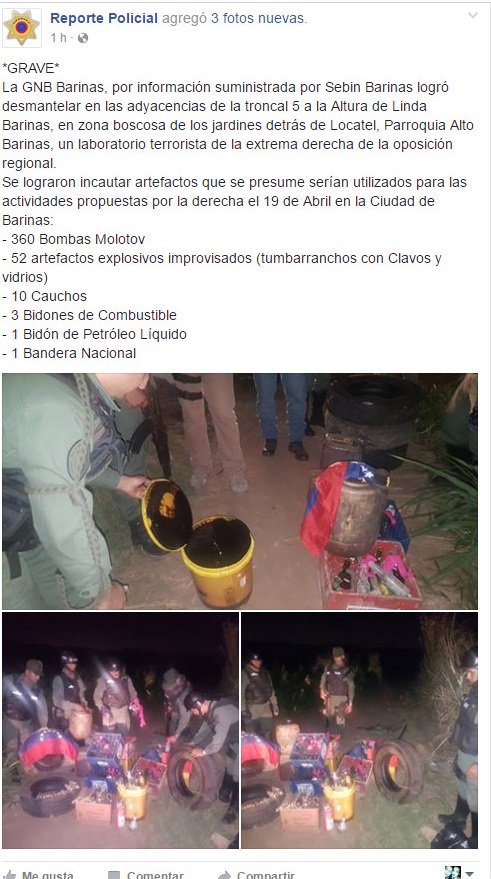 Reporte Policial agregó 3 fotos nuevas.
1 h ·
*GRAVE*
La GNB Barinas, por información suministrada por Sebin Barinas logró
desmantelar en las adyacencias de la troncal 5 a la Altura de Linda
Barinas, en zona boscosa de los jardines detrás de Locatel, Parroquia Alto
Barinas, un laboratorio terrorista de la extrema derecha de la oposición
regional.
Se lograron incautar artefactos que se presume serían utilizados para las
actividades propuestas por la derecha el 19 de Abril en la Ciudad de
Barinas:
- 360 Bombas Molotov
- 52 artefactos explosivos improvisados (tumbarranchos con Clavos y
vidrios)
- 10 Cauchos
- 3 Bidones de Combustible
- 1 Bidón de Petróleo Líquido
- 1 Bandera Nacional
Me gusta Comentar Compartir